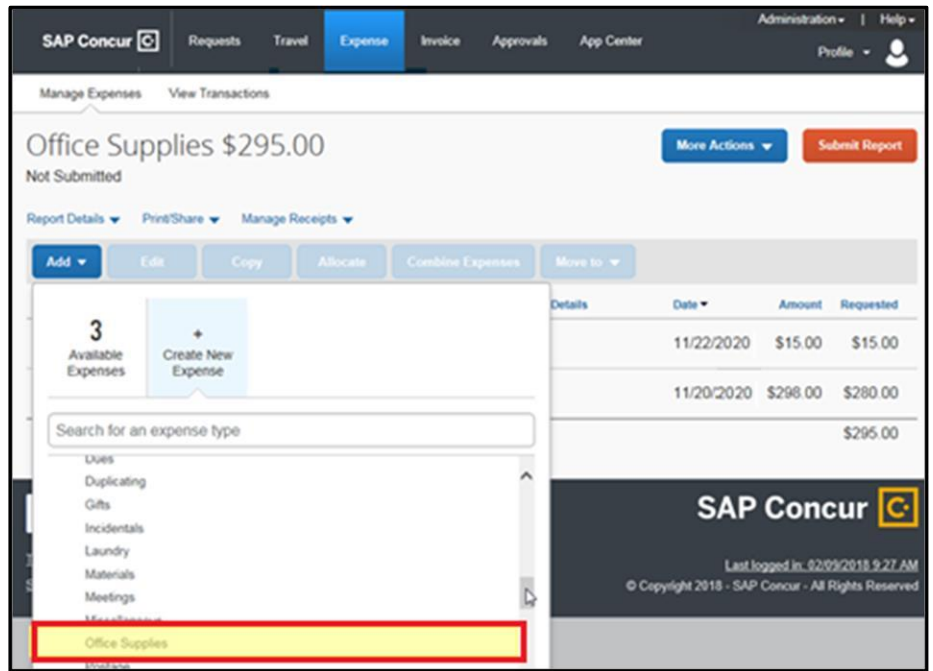 Administration | Help
SAP Concur C Requests Travel Expense Invoice Approvals App Center
Profile
Manage Expenses View Transactions
Office Supplies $295.00
More Actions Submit Report
Not Submitted
Report Details Print/Share Manage Receipts
Add Edit Copy Allocate Combine Expenses Move to
Details Date Amount Requested
3 Available Expenses
+ Create New Expense
11/22/2020 $15.00 $15.00
11/20/2020 $298.00 $280.00
Search for an expense type
$295.00
Dues
Duplicating
Gifts
Incidentals
Laundry
Materials
Meetings
Miscellaneous
Office Supplies
Postage
SAP Concur C
Last logged in: 02/09/2018 9:27 AM
© Copyright 2018 - SAP Concur - All Rights Reserved